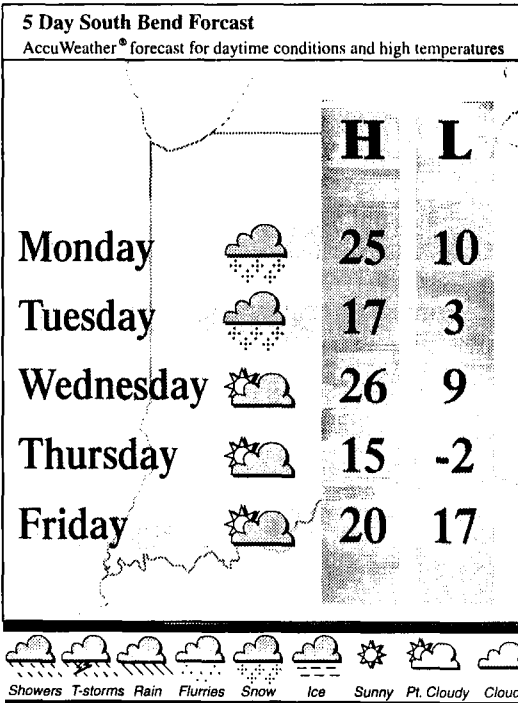 5 Day South Bend Forcast
AccuWeather® forecast for daytime conditions and high temperatures
H L
Monday 25 10
Tuesday 17 3
Wednesday 26 9
Thursday 15 -2
Friday 20 17
Showers T-storms Rain Flurries Snow Ice Sunny Pt. Cloudy Cloud